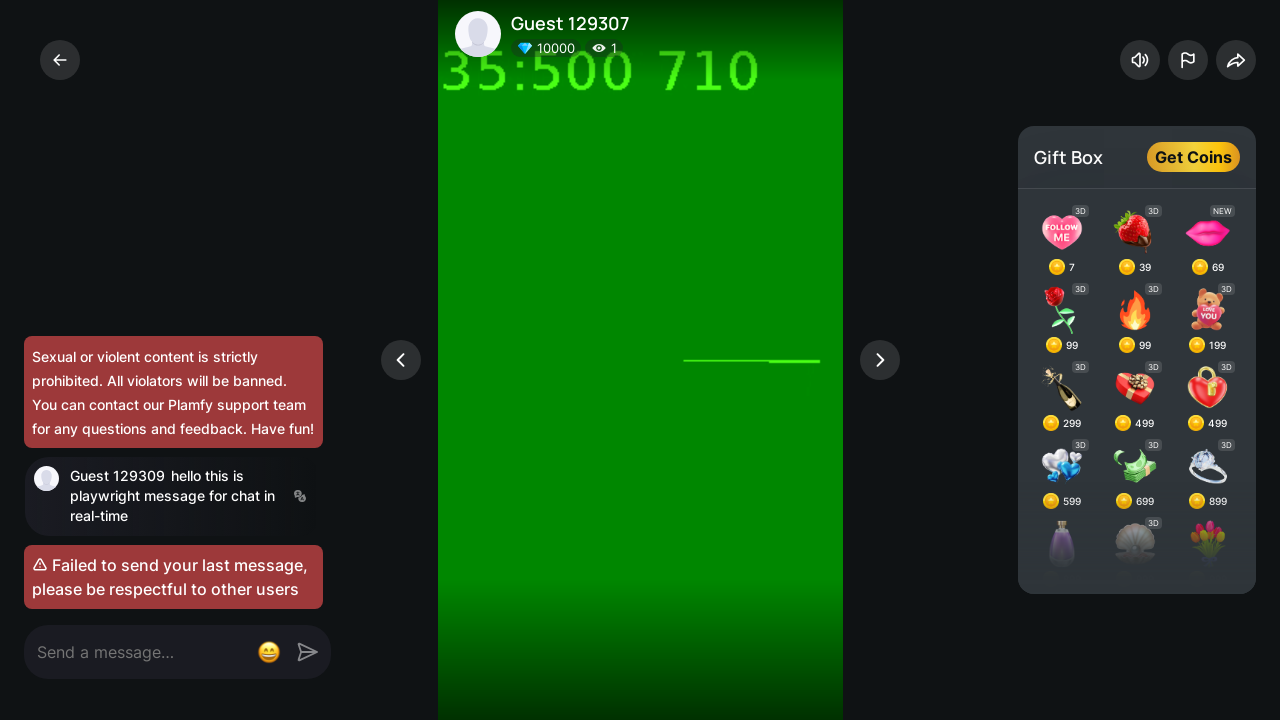 Guest 129307
10000 1
35:500 710
Gift Box
Get Coins
3D 3D NEW
FOLLOW
ME
7 39 69
3D 3D 3D
LOVE
YOU
99 99 199
3D 3D 3D
299 499 499
3D 3D 3D
599 699 899
3D
Sexual or violent content is strictly
prohibited. All violators will be banned.
You can contact our Plamfy support team
for any questions and feedback. Have fun!
Guest 129309 hello this is
playwright message for chat in
real-time
Failed to send your last message,
please be respectful to other users
Send a message...